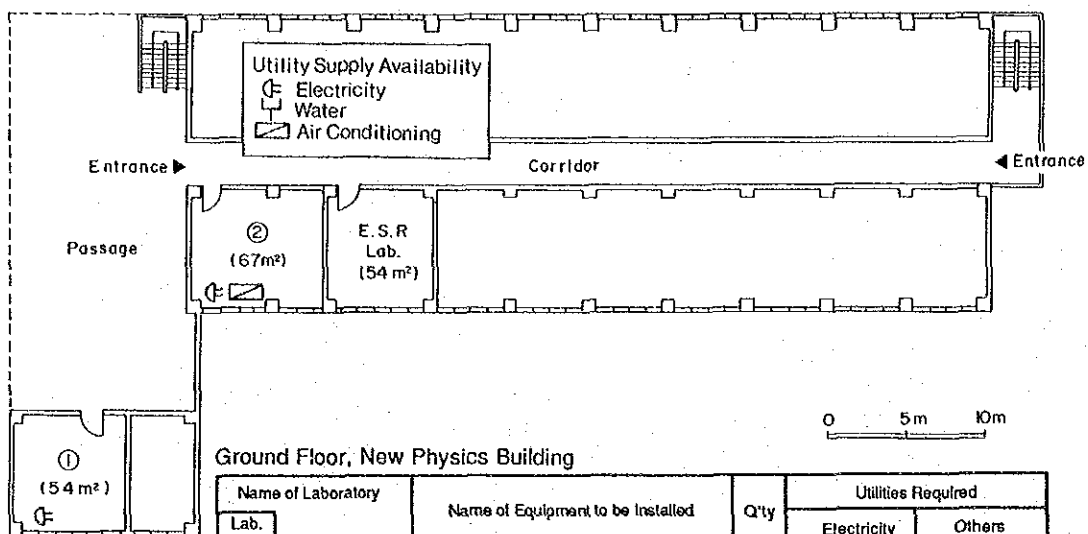 Utility Supply Availability
Electricity
Water
Air Conditioning
Entrance
Corridor
Entrance
Passage
②
(67m²)
E.S.R
Lab.
(54 m²)
0 5m 10m
①
(54 m²)
Ground Floor, New Physics Building
Name of Laboratory
Lab.
Name of Equipment to be Installed
Q'ty
Utilities Required
Electricity
Others